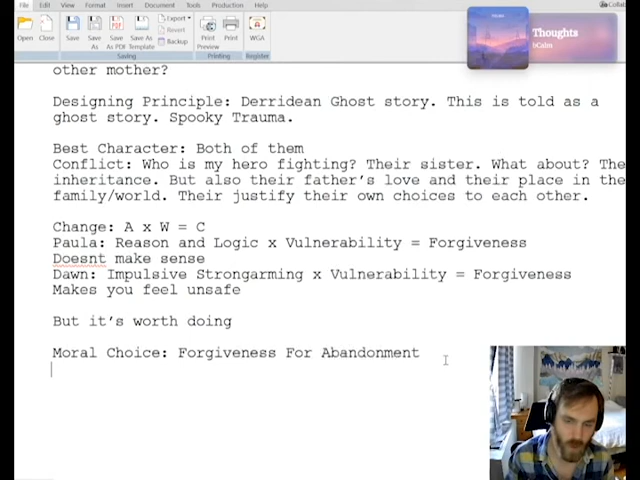 File Edit View Format Insert Document Tools Production Help
Open Close Save Save As Save As PDF Save As Template Export Revert Backup Print Preview Print WGA
Saving Printing Register
Thoughts
bCalm
other mother?
Designing Principle: Derridean Ghost story. This is told as a
ghost story. Spooky Trauma.
Best Character: Both of them
Conflict: Who is my hero fighting? Their sister. What about? The
inheritance. But also their father's love and their place in the
family/world. Their justify their own choices to each other.
Change: A x W = C
Paula: Reason and Logic x Vulnerability = Forgiveness
Doesnt make sense
Dawn: Impulsive Strongarming x Vulnerability = Forgiveness
Makes you feel unsafe
But it's worth doing
Moral Choice: Forgiveness For Abandonment